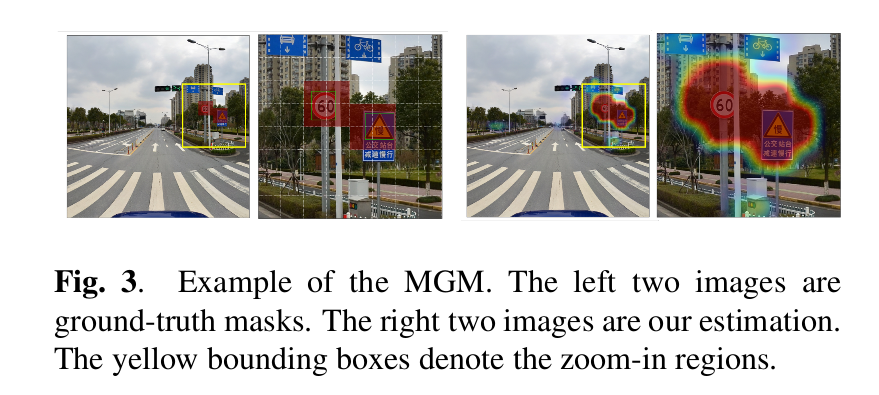 60
慢
公交站台
减速慢行
60
慢
公交站台
减速慢行
Fig. 3. Example of the MGM. The left two images are
ground-truth masks. The right two images are our estimation.
The yellow bounding boxes denote the zoom-in regions.